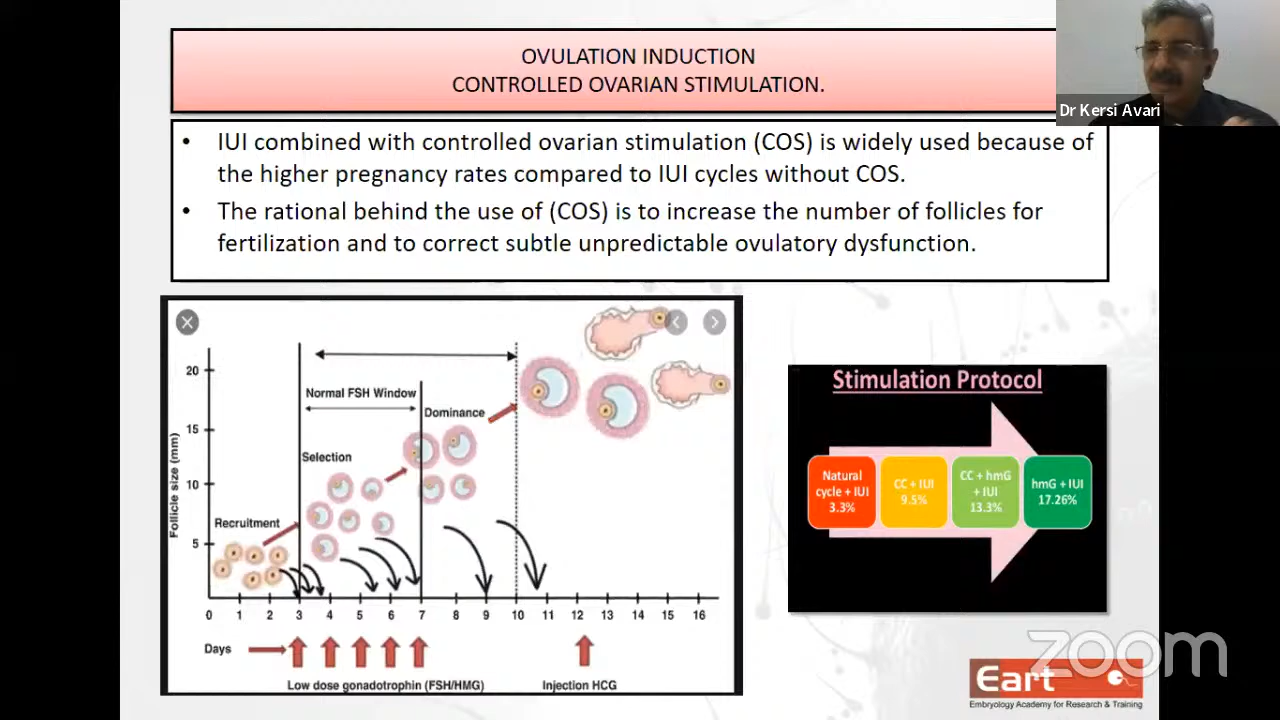 OVULATION INDUCTION
CONTROLLED OVARIAN STIMULATION.
Dr Kersi Avari
• IUI combined with controlled ovarian stimulation (COS) is widely used because of
the higher pregnancy rates compared to IUI cycles without COS.
• The rational behind the use of (COS) is to increase the number of follicles for
fertilization and to correct subtle unpredictable ovulatory dysfunction.
Follicle size (mm)
20
15
10
5
Normal FSH Window
Dominance
Selection
Recruitment
0 1 2 3 4 5 6 7 8 9 10 11 12 13 14 15 16
Days
Low dose gonadotrophin (FSH/HMG)
Injection HCG
Stimulation Protocol
Natural
cycle + IUI
3.3%
CC + IUI
9.5%
CC + hmG
+ IUI
13.3%
hmG + IUI
17.26%
zoom
Eart
Embryology Academy for Research & Training